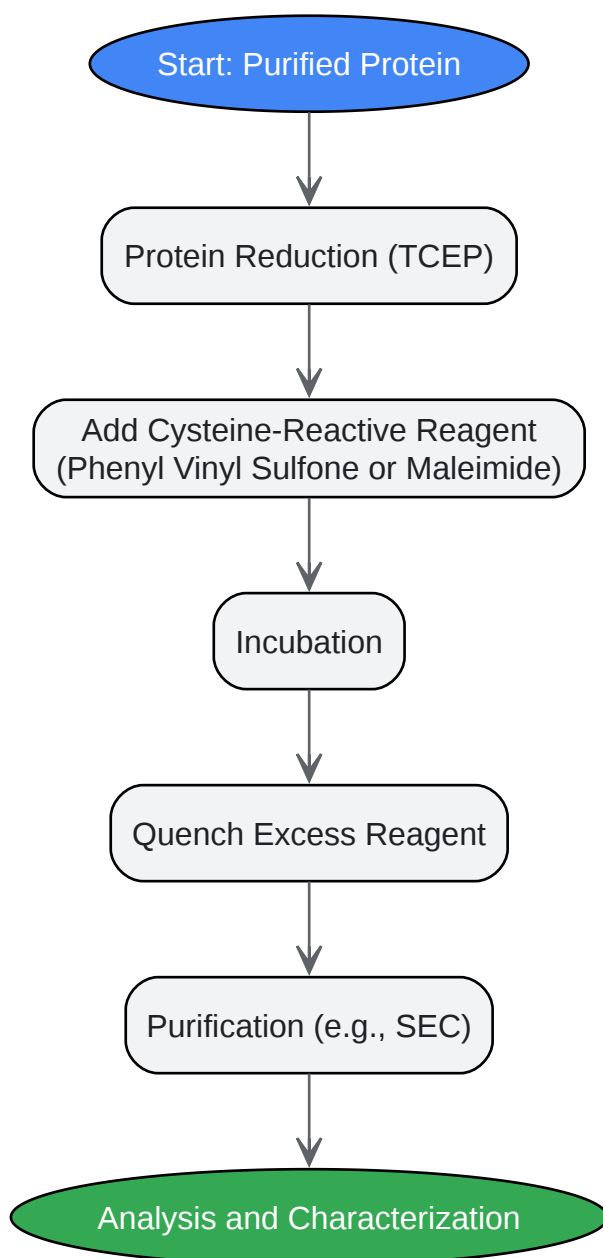 Start: Purified Protein
Protein Reduction (TCEP)
Add Cysteine-Reactive Reagent
(Phenyl Vinyl Sulfone or Maleimide)
Incubation
Quench Excess Reagent
Purification (e.g., SEC)
Analysis and Characterization